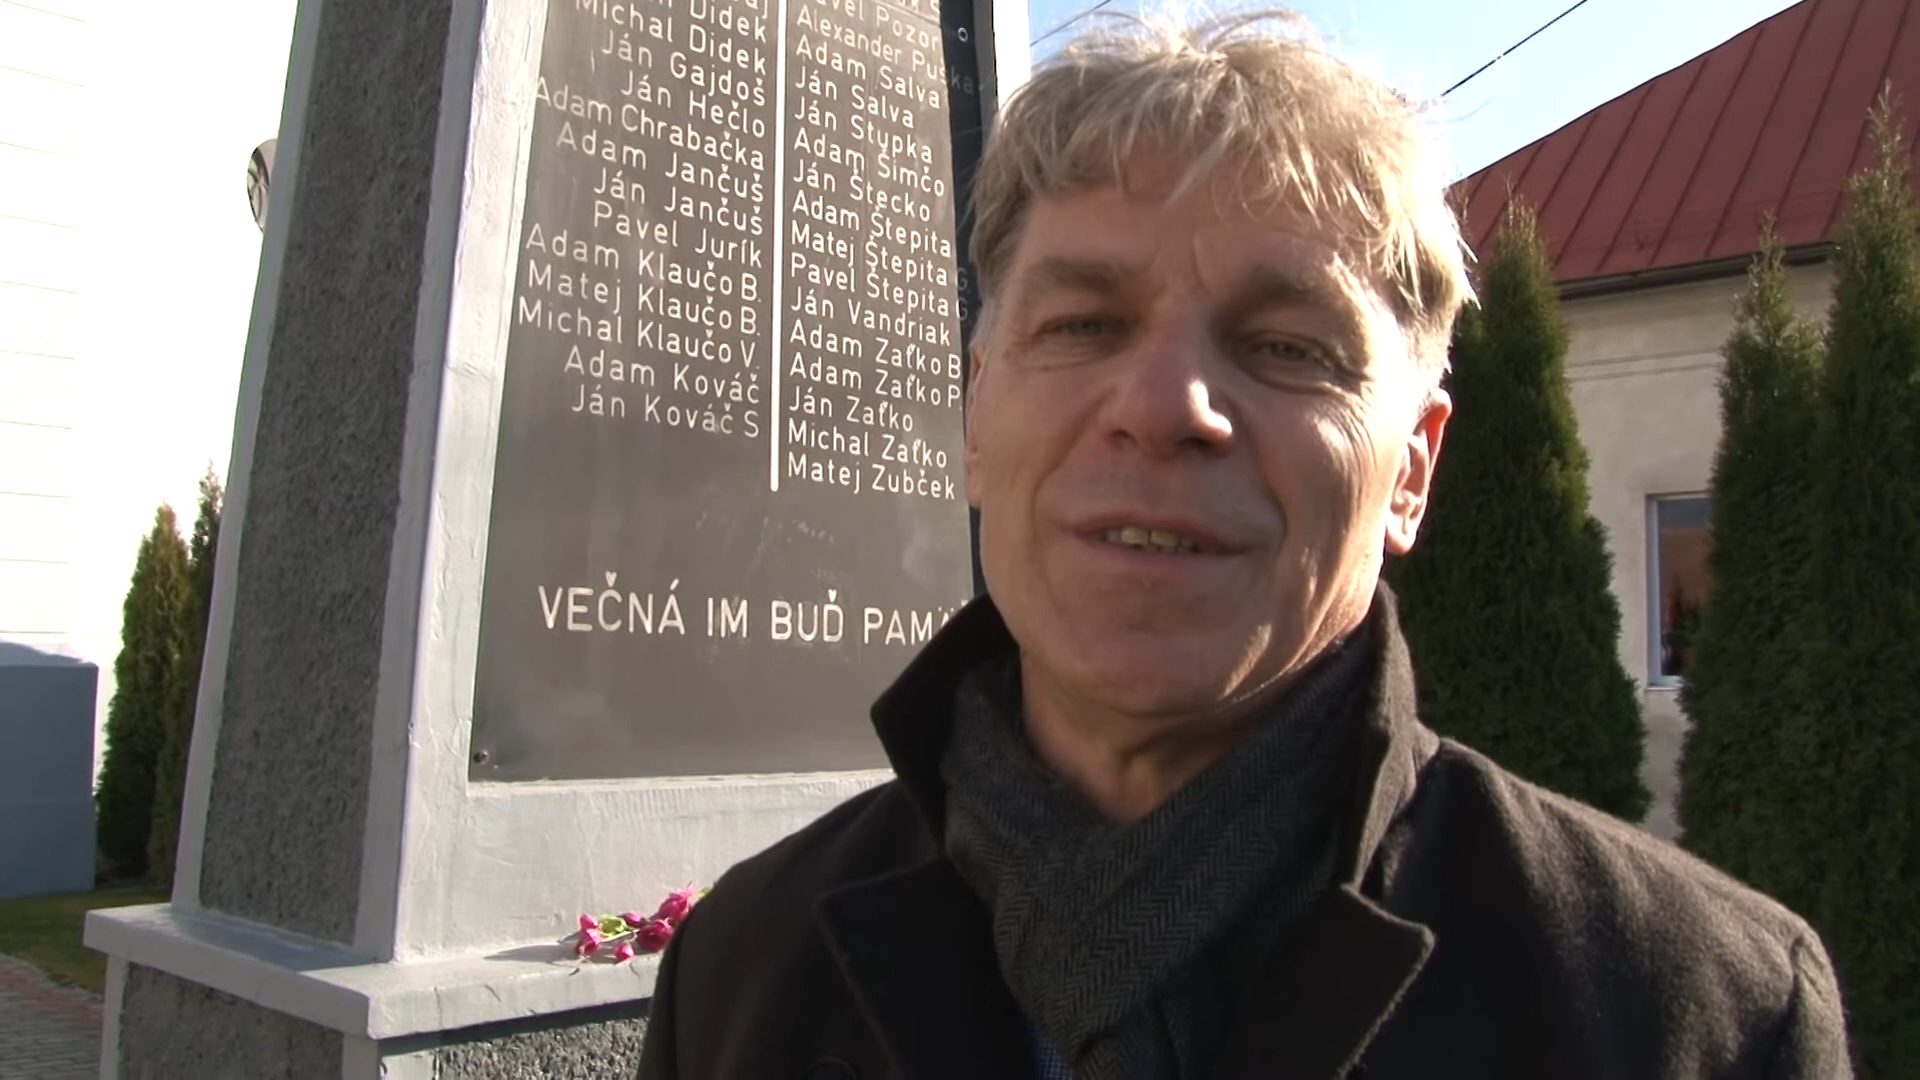 Didek
Michal Didek
Ján Gajdoš
Ján Hečlo
Adam Chrabačka
Adam Jančuš
Ján Jančuš
Pavel Jurík
Adam Klaučo B.
Matej Klaučo B.
Michal Klaučo V.
Adam Kováč
Ján Kováč S
Alexander Puška
Adam Salva
Ján Salva
Ján Stupka
Adam Šimčo
Ján Štecko
Adam Štepita
Matej Štepita G.
Pavel Štepita G
Ján Vandriak
Adam Zaťko B
Adam Zaťko P
Ján Zaťko
Michal Zaťko
Matej Zubček
VEČNÁ IM BUĎ